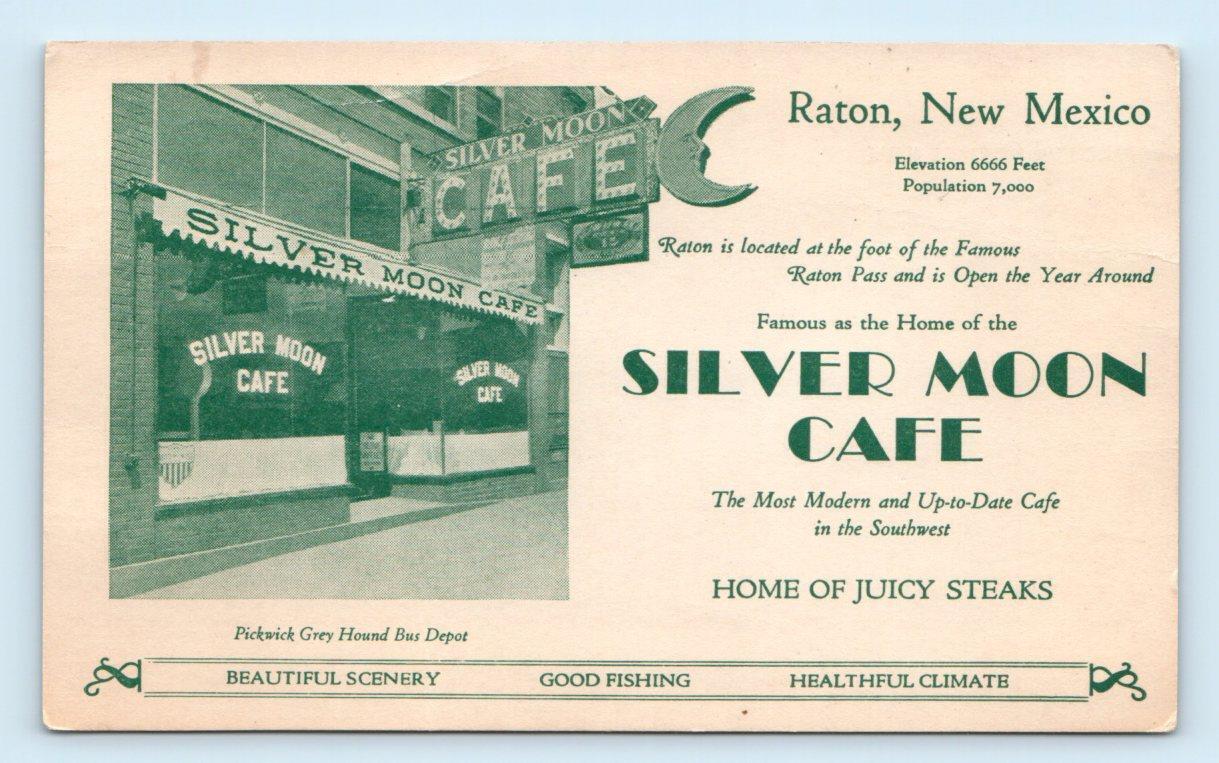 SILVER MOON
CAFE
SILVER MOON CAFE
SILVER MOON
CAFE
SILVER MOON
CAFE
Raton, New Mexico
Elevation 6666 Feet
Population 7,000
Raton is located at the foot of the Famous
Raton Pass and is Open the Year Around
Famous as the Home of the
SILVER MOON
CAFE
The Most Modern and Up-to-Date Cafe
in the Southwest
HOME OF JUICY STEAKS
Pickwick Grey Hound Bus Depot
BEAUTIFUL SCENERY GOOD FISHING HEALTHFUL CLIMATE